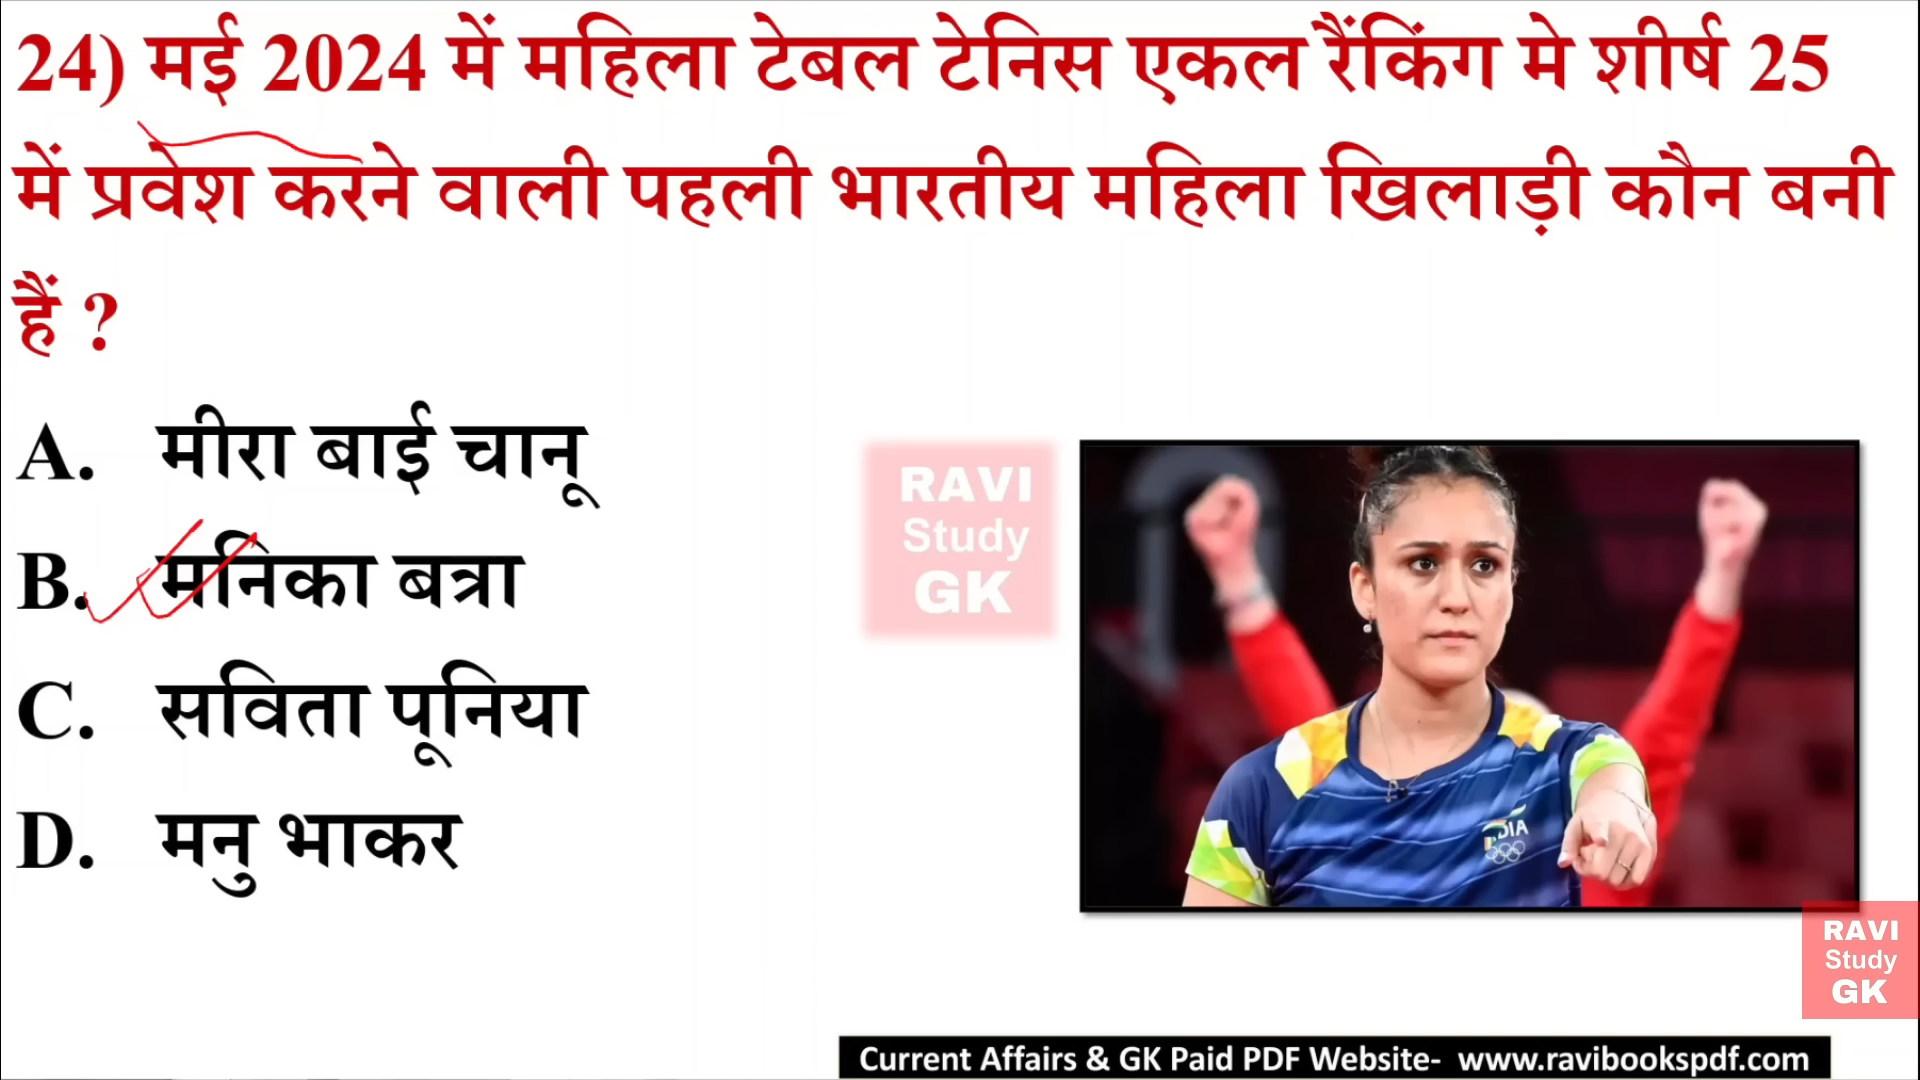 24) मई 2024 में महिला टेबल टेनिस एकल रैंकिंग मे शीर्ष 25
में प्रवेश करने वाली पहली भारतीय महिला खिलाड़ी कौन बनी
हैं ?
A. मीरा बाई चानू
B. मनिका बत्रा
C. सविता पूनिया
D. मनु भाकर
RAVI
Study
GK
RAVI
Study
GK
Current Affairs & GK Paid PDF Website- www.ravibookspdf.com